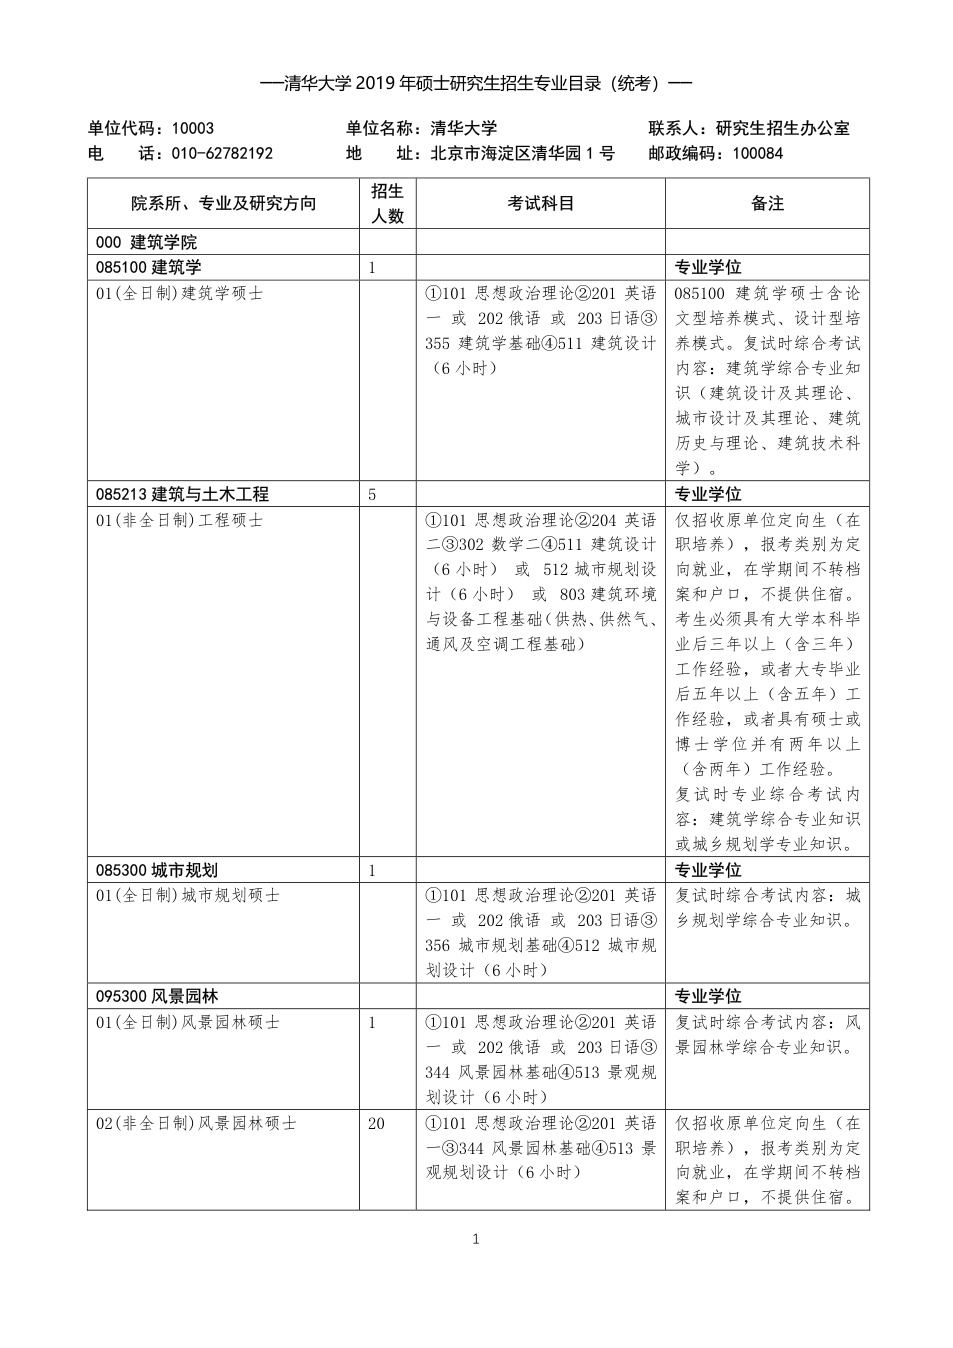 ——清华大学 2019 年硕士研究生招生专业目录（统考）——
单位代码：10003 单位名称：清华大学 联系人：研究生招生办公室
电 话：010-62782192 地 址：北京市海淀区清华园 1 号 邮政编码：100084
院系所、专业及研究方向 招生人数 考试科目 备注
000 建筑学院
085100 建筑学 1 专业学位
01(全日制)建筑学硕士
①101 思想政治理论②201 英语
一 或 202 俄语 或 203 日语③
355 建筑学基础④511 建筑设计
（6 小时）
085100 建筑学硕士含论
文型培养模式、设计型培
养模式。复试时综合考试
内容：建筑学综合专业知
识（建筑设计及其理论、
城市设计及其理论、建筑
历史与理论、建筑技术科
学）。
085213 建筑与土木工程 5 专业学位
01(非全日制)工程硕士
①101 思想政治理论②204 英语
二③302 数学二④511 建筑设计
（6 小时） 或 512 城市规划设
计（6 小时） 或 803 建筑环境
与设备工程基础（供热、供然气、
通风及空调工程基础）
仅招收原单位定向生（在
职培养），报考类别为定
向就业，在学期间不转档
案和户口，不提供住宿。
考生必须具有大学本科毕
业后三年以上（含三年）
工作经验，或者大专毕业
后五年以上（含五年）工
作经验，或者具有硕士或
博士学位并有两年以上
（含两年）工作经验。
复试时专业综合考试内
容：建筑学综合专业知识
或城乡规划学专业知识。
085300 城市规划 1 专业学位
01(全日制)城市规划硕士
①101 思想政治理论②201 英语
一 或 202 俄语 或 203 日语③
356 城市规划基础④512 城市规
划设计（6 小时）
复试时综合考试内容：城
乡规划学综合专业知识。
095300 风景园林 专业学位
01(全日制)风景园林硕士 1
①101 思想政治理论②201 英语
一 或 202 俄语 或 203 日语③
344 风景园林基础④513 景观规
划设计（6 小时）
复试时综合考试内容：风
景园林学综合专业知识。
02(非全日制)风景园林硕士 20
①101 思想政治理论②201 英语
一③344 风景园林基础④513 景
观规划设计（6 小时）
仅招收原单位定向生（在
职培养），报考类别为定
向就业，在学期间不转档
案和户口，不提供住宿。
1